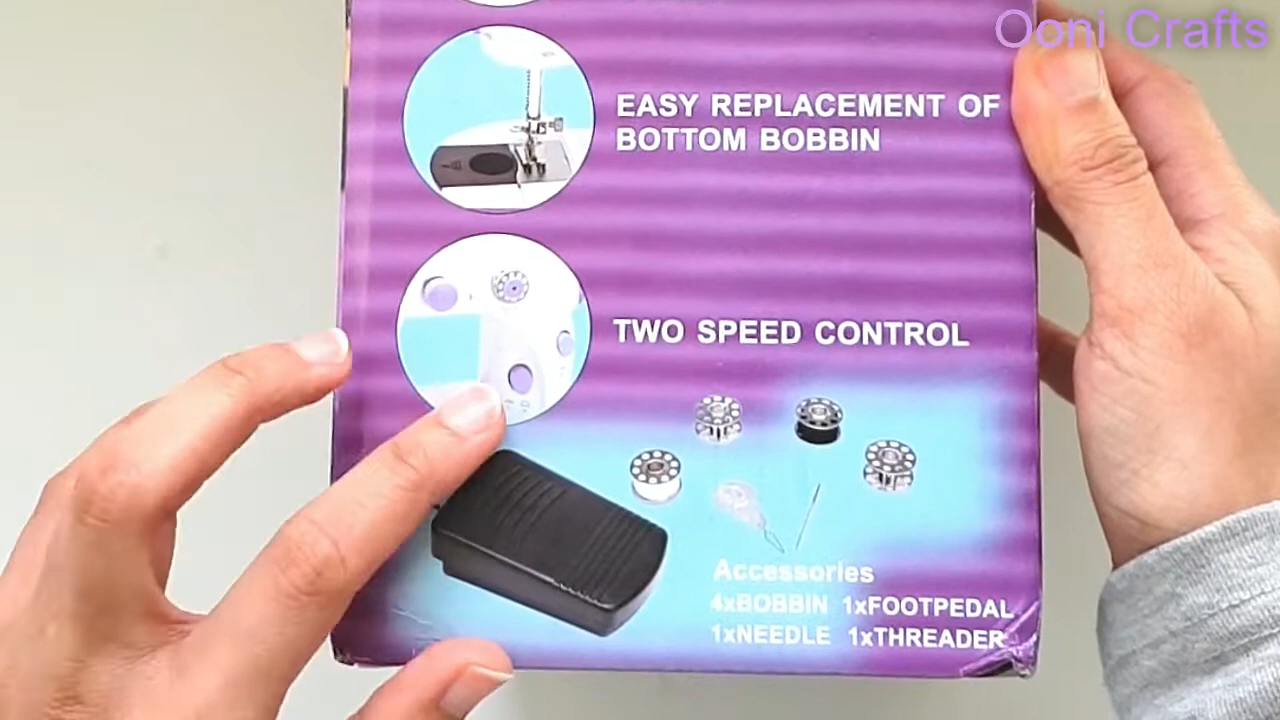 Ooni Crafts
EASY REPLACEMENT OF
BOTTOM BOBBIN
TWO SPEED CONTROL
Accessories
4xBOBBIN 1xFOOTPEDAL
1xNEEDLE 1xTHREADER